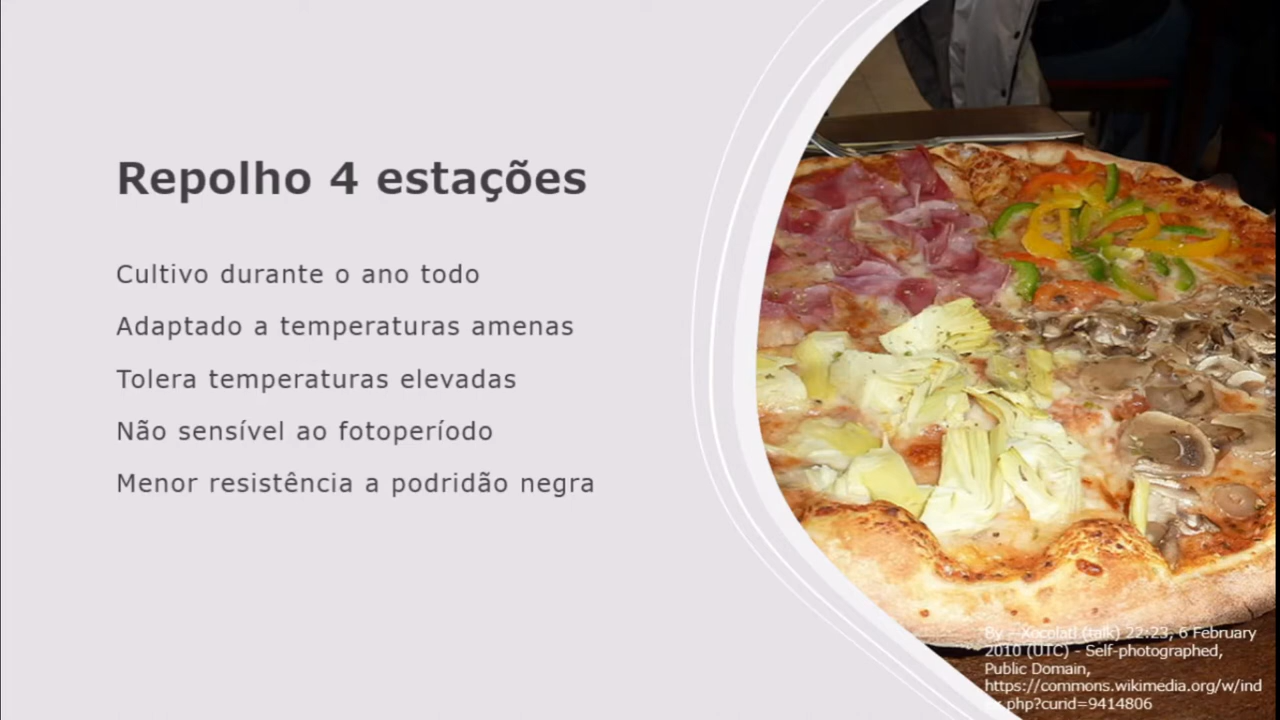 Repolho 4 estações
Cultivo durante o ano todo
Adaptado a temperaturas amenas
Tolera temperaturas elevadas
Não sensível ao fotoperíodo
Menor resistência a podridão negra
By - Xocolatl (talk) 22:23, 6 February
2010 (UTC) - Self-photographed,
Public Domain,
https://commons.wikimedia.org/w/ind
ex.php?curid=9414806